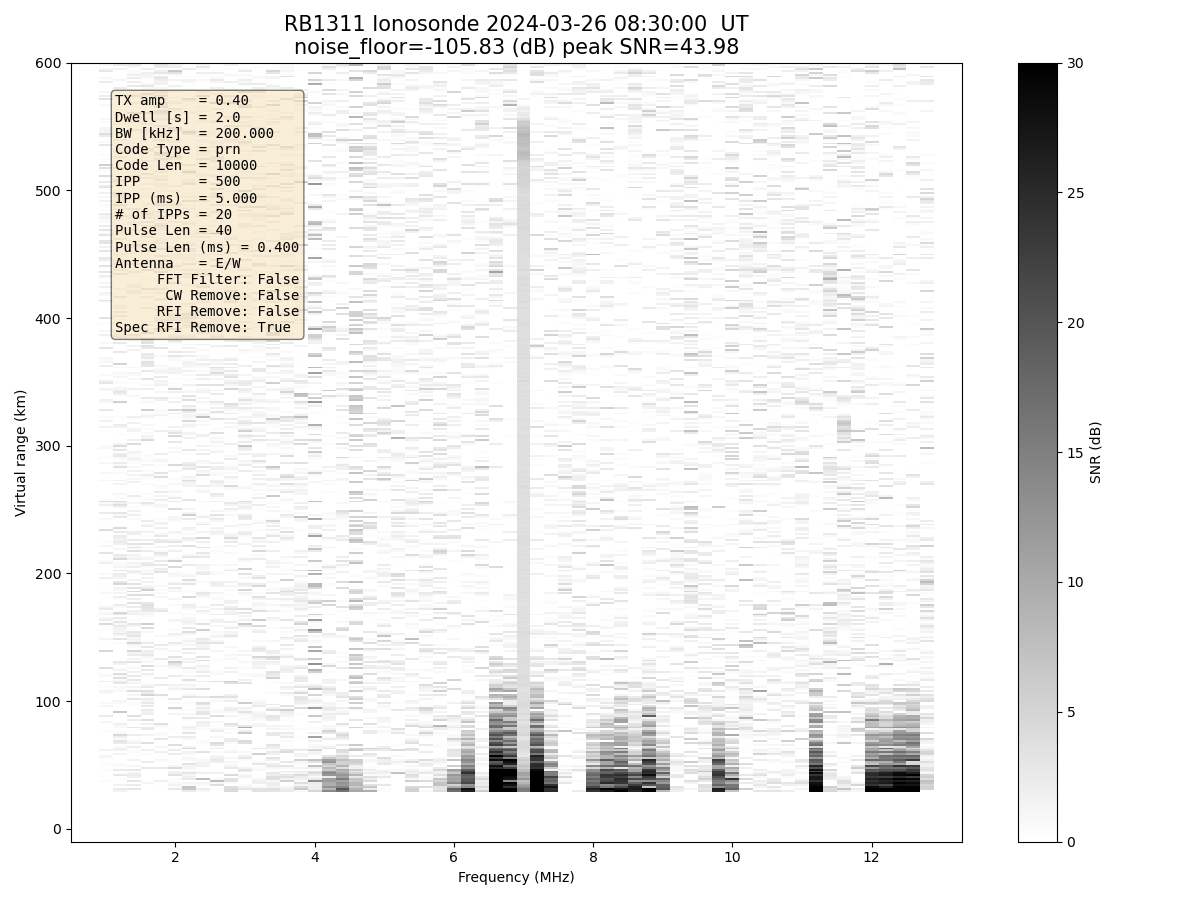 RB1311 Ionosonde 2024-03-26 08:30:00 UT
noise_floor=-105.83 (dB) peak SNR=43.98
TX amp = 0.40
Dwell [s] = 2.0
BW [kHz] = 200.000
Code Type = prn
Code Len = 10000
IPP = 500
IPP (ms) = 5.000
# of IPPs = 20
Pulse Len = 40
Pulse Len (ms) = 0.400
Antenna = E/W
FFT Filter: False
CW Remove: False
RFI Remove: False
Spec RFI Remove: True
Virtual range (km)
600
500
400
300
200
100
0
2 4 6 8 10 12
Frequency (MHz)
30
25
20
15
10
5
0
SNR (dB)